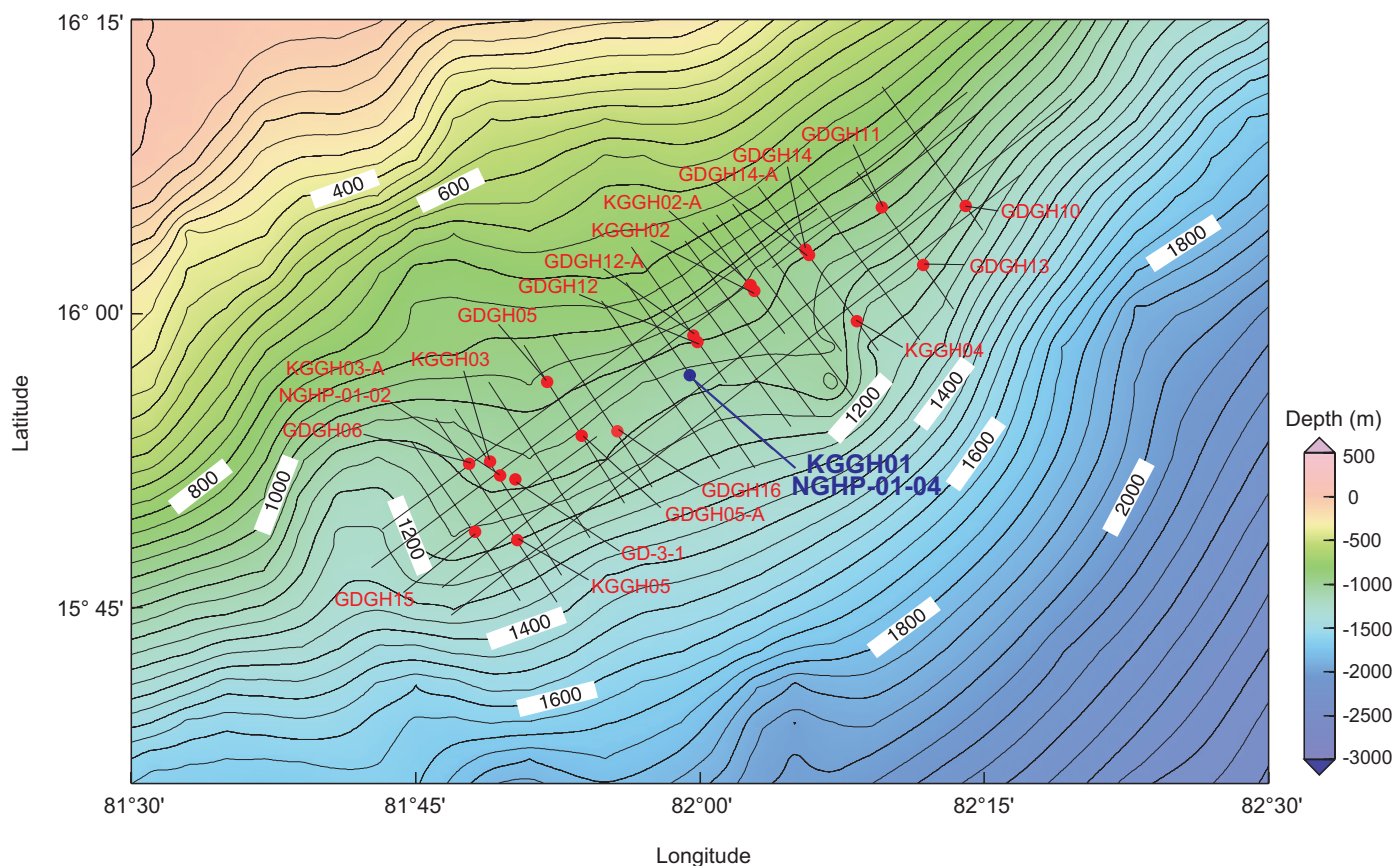 16° 15'
16° 00'
15° 45'
Latitude
81° 30'
81° 45'
82° 00'
82° 15'
82° 30'
Longitude
400
600
800
1000
1200
1400
1600
1800
1800
2000
1600
1400
1200
GDGH11
GDGH14
GDGH14-A
KGGH02-A
KGGH02
GDGH12-A
GDGH12
GDGH05
KGGH03
KGGH03-A
NGHP-01-02
GDGH06
GDGH10
GDGH13
KGGH04
KGGH01
NGHP-01-04
GDGH16
GDGH05-A
GD-3-1
KGGH05
GDGH15
Depth (m)
500
0
-500
-1000
-1500
-2000
-2500
-3000